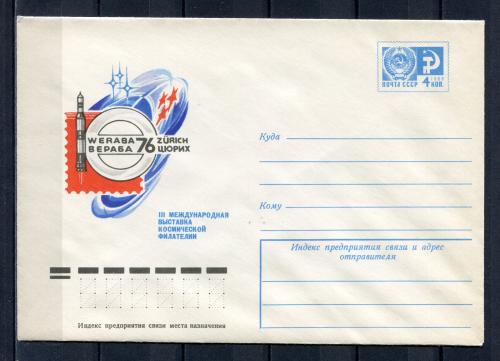 ПОЧТА СССР
4 КОП.
WERABA 76 ZÜRICH
ВЕРАБА ЦЮРИХ
III МЕЖДУНАРОДНАЯ
ВЫСТАВКА
КОСМИЧЕСКОЙ
ФИЛАТЕЛИИ
Куда
Кому
Индекс предприятия связи и адрес
отправителя
Индекс предприятия связи места назначения